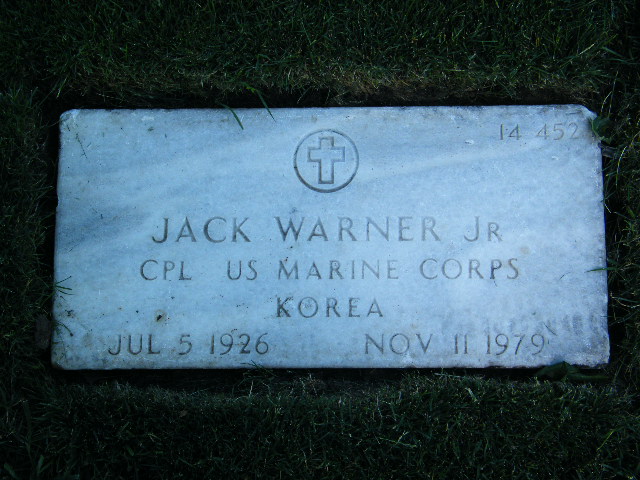 14 452
JACK WARNER JR
CPL US MARINE CORPS
KOREA
JUL 5 1926 NOV 11 1979